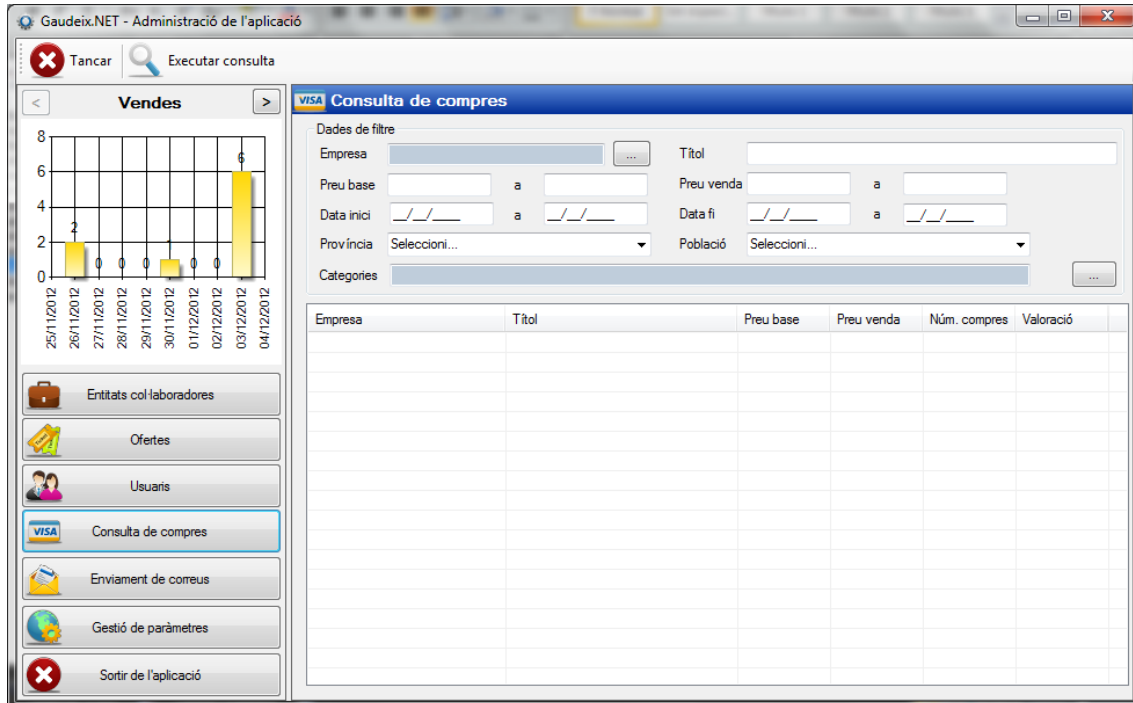 Gaudeix.NET - Administració de l'aplicació
Tancar Executar consulta
< Vendes >
8
6
4
2
0
2 0 0 0 1 0 0 6
25/11/2012 26/11/2012 27/11/2012 28/11/2012 29/11/2012 30/11/2012 01/12/2012 02/12/2012 03/12/2012 04/12/2012
Entitats col·laboradores
Ofertes
Usuaris
VISA Consulta de compres
Enviament de correus
Gestió de paràmetres
Sortir de l'aplicació
VISA Consulta de compres
Dades de filtre
Empresa ... Títol
Preu base a Preu venda a
Data inici __/__/____ a __/__/____ Data fi __/__/____ a __/__/____
Província Seleccioni... Població Seleccioni...
Categories ...
Empresa Títol Preu base Preu venda Núm. compres Valoració